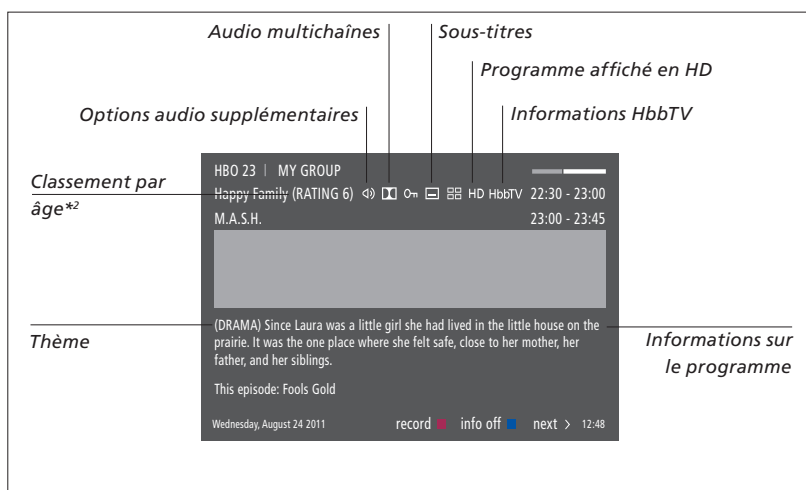 Audio multichaînes
Sous-titres
Programme affiché en HD
Options audio supplémentaires
Informations HbbTV
Classement par
âge*2
HBO 23 | MY GROUP
Happy Family (RATING 6) HD HbbTV 22:30 - 23:00
M.A.S.H. 23:00 - 23:45
Thème
(DRAMA) Since Laura was a little girl she had lived in the little house on the
prairie. It was the one place where she felt safe, close to her mother, her
father, and her siblings.
Informations sur
le programme
This episode: Fools Gold
Wednesday, August 24 2011 record info off next > 12:48